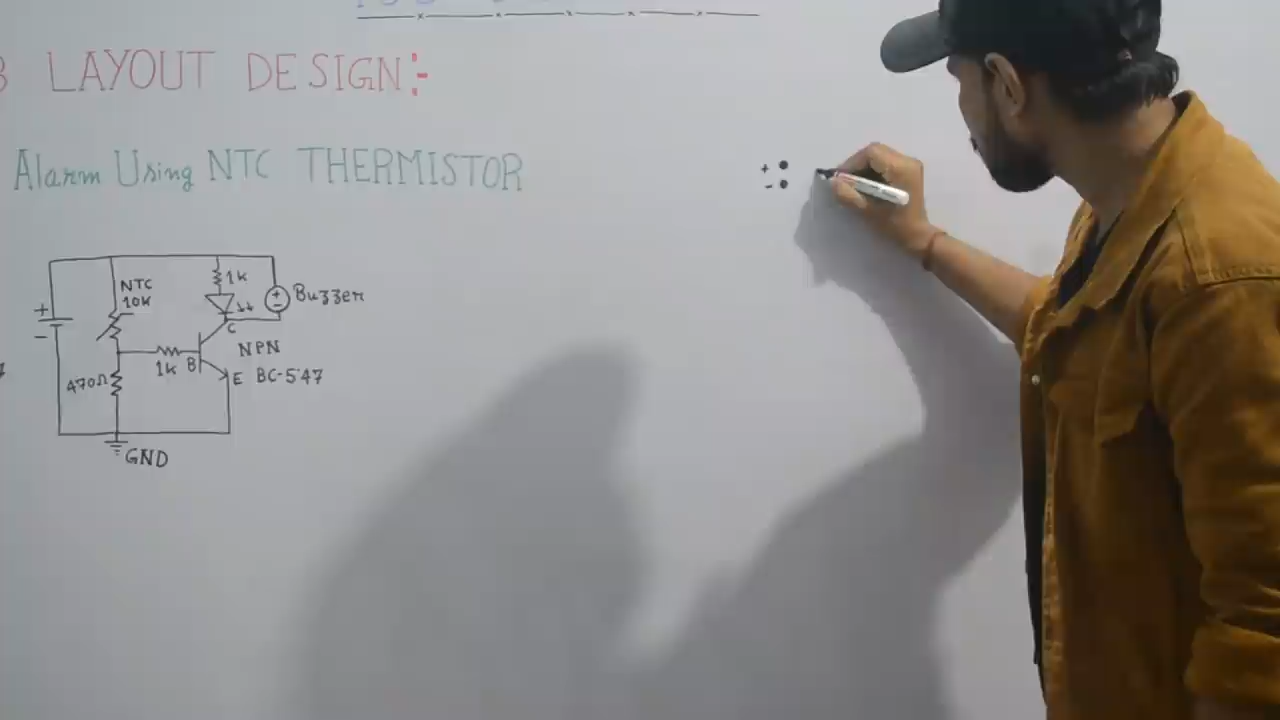 LAYOUT DESIGN:-
Alarm Using NTC THERMISTOR
+
-
NTC
10K
1k
+
-
Buzzer
+
-
C
NPN
1k
B
470Ω
E BC-547
GND